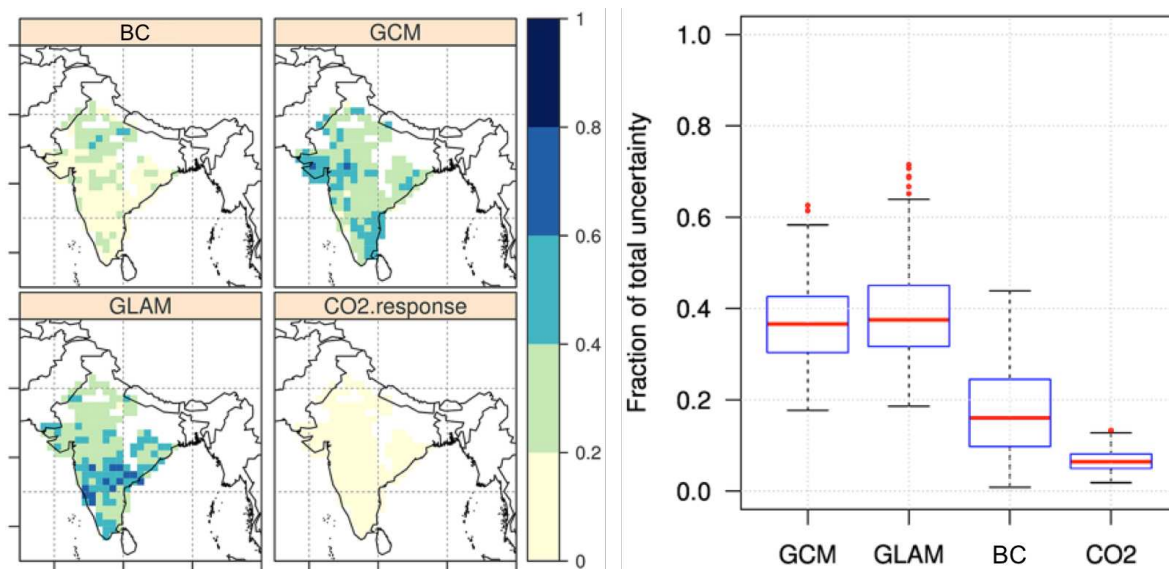 BC
GCM
GLAM
CO2.response
1
0.8
0.6
0.4
0.2
0
Fraction of total uncertainty
1.0
0.8
0.6
0.4
0.2
0.0
GCM GLAM BC CO2